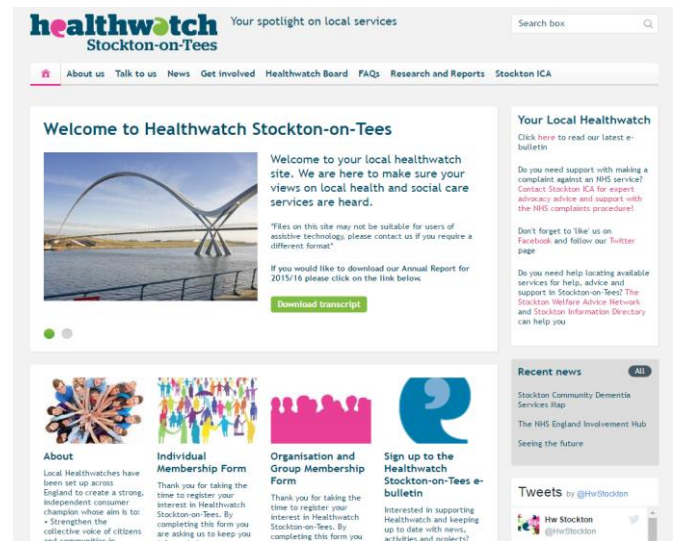 healthwatch
Stockton-on-Tees
Your spotlight on local services
Search box
About us Talk to us News Get involved Healthwatch Board FAQs Research and Reports Stockton ICA
Welcome to Healthwatch Stockton-on-Tees
Welcome to your local healthwatch
site. We are here to make sure your
views on local health and social care
services are heard.
"Files on this site may not be
suitable for users of
assistive technology, please contact us if you require a
different format"
If you would like to download our Annual Report for
2015/16 please click on the link below.
Download transcript
Your Local Healthwatch
Click here to read our latest e-
bulletin
Do you need support with making a
complaint against an NHS service?
Contact Stockton ICA for expert
advocacy advice and support with
the NHS complaints procedure!
Don't forget to 'like' us on
Facebook and follow our Twitter
page
Do you need help locating available
services for help, advice and
support in Stockton-on-Tees? The
Stockton Welfare Advice Network
and Stockton Information Directory
can help you
Recent news All
Stockton Community Dementia
Services Map
The NHS England Involvement Hub
Seeing the future
Tweets by @HwStockton
Hw Stockton
@HwStockton
About
Local Healthwatches have
been set up across
England to create a strong,
independent consumer
champion whose aim is to:
• Strengthen the
collective voice of citizens
and communities in
Individual
Membership Form
Thank you for taking the
time to register your
interest in Healthwatch
Stockton-on-Tees. By
completing this form you
are asking us to keep you
Organisation and
Group Membership
Form
Thank you for taking the
time to register your
interest in Healthwatch
Stockton-on-Tees. By
completing this form you
Sign up to the
Healthwatch
Stockton-on-Tees e-
bulletin
Interested in supporting
Healthwatch and keeping
up to date with news,
activities and projects?